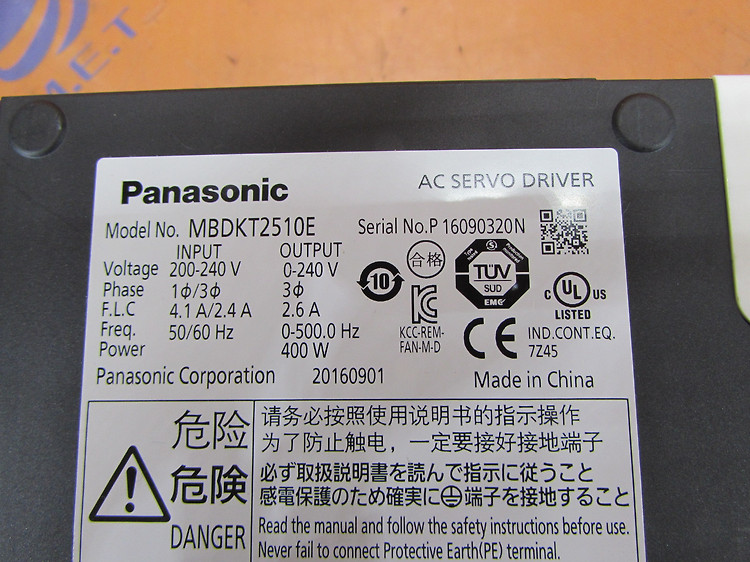 M.E.T
Panasonic
AC SERVO DRIVER
Model No. MBDKT2510E Serial No.P 16090320N
INPUT OUTPUT
Voltage 200-240 V 0-240 V
Phase 1ϕ/3ϕ 3ϕ
F.L.C 4.1 A/2.4 A 2.6 A
Freq. 50/60 Hz 0-500.0 Hz
Power 400 W
合格
10
TÜV
SUD
EMC
KCC-REM-
FAN-M-D
CE
C UL US
LISTED
IND.CONT.EQ.
7Z45
Panasonic Corporation 20160901 Made in China
危险
请务必按照使用说明书的指示操作
为了防止触电，一定要接好接地端子
危険
必ず取扱説明書を読んで指示に従うこと
感電保護のため確実に端子を接地すること
DANGER
Read the manual and follow the safety instructions before use.
Never fail to connect Protective Earth(PE) terminal.